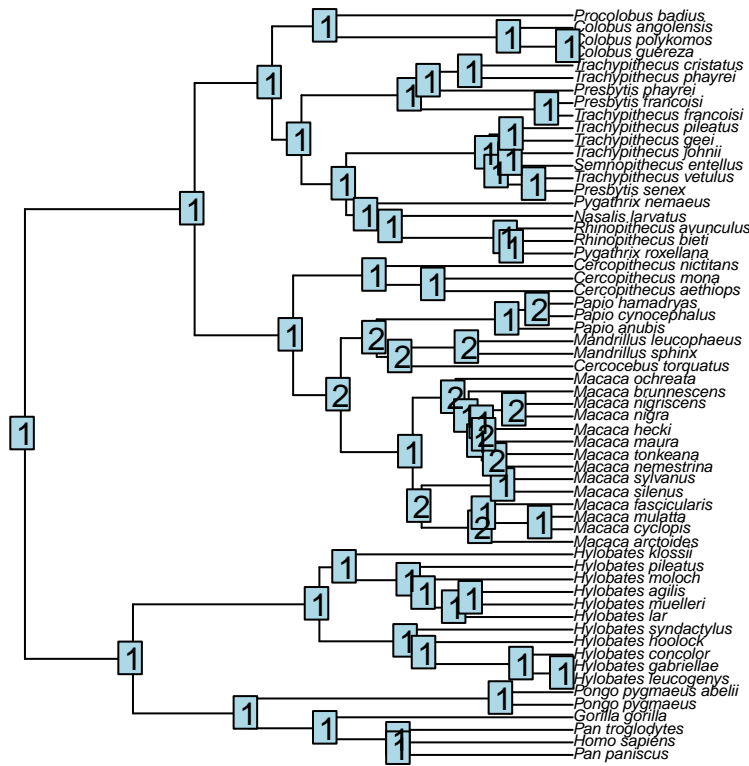 Procolobus badius
Colobus angolensis
Colobus polykomos
Colobus guereza
Trachypithecus cristatus
Trachypithecus phayrei
Presbytis phayrei
Presbytis francoisi
Trachypithecus francoisi
Trachypithecus pileatus
Trachypithecus geei
Trachypithecus johnii
Semnopithecus entellus
Trachypithecus vetulus
Presbytis senex
Pygathrix nemaeus
Nasalis larvatus
Rhinopithecus avunculus
Rhinopithecus bieti
Pygathrix roxellana
Cercopithecus nictitans
Cercopithecus mona
Cercopithecus aethiops
Papio hamadryas
Papio cynocephalus
Papio anubis
Mandrillus leucophaeus
Mandrillus sphinx
Cercocebus torquatus
Macaca ochreata
Macaca brunnescens
Macaca nigriscens
Macaca nigra
Macaca hecki
Macaca maura
Macaca tonkeana
Macaca nemestrina
Macaca sylvanus
Macaca silenus
Macaca fascicularis
Macaca mulatta
Macaca cyclopis
Macaca arctoides
Hylobates klossii
Hylobates pileatus
Hylobates moloch
Hylobates agilis
Hylobates muelleri
Hylobates lar
Hylobates syndactylus
Hylobates hoolock
Hylobates concolor
Hylobates gabriellae
Hylobates leucogenys
Pongo pygmaeus abelii
Pongo pygmaeus
Gorilla gorilla
Pan troglodytes
Homo sapiens
Pan paniscus